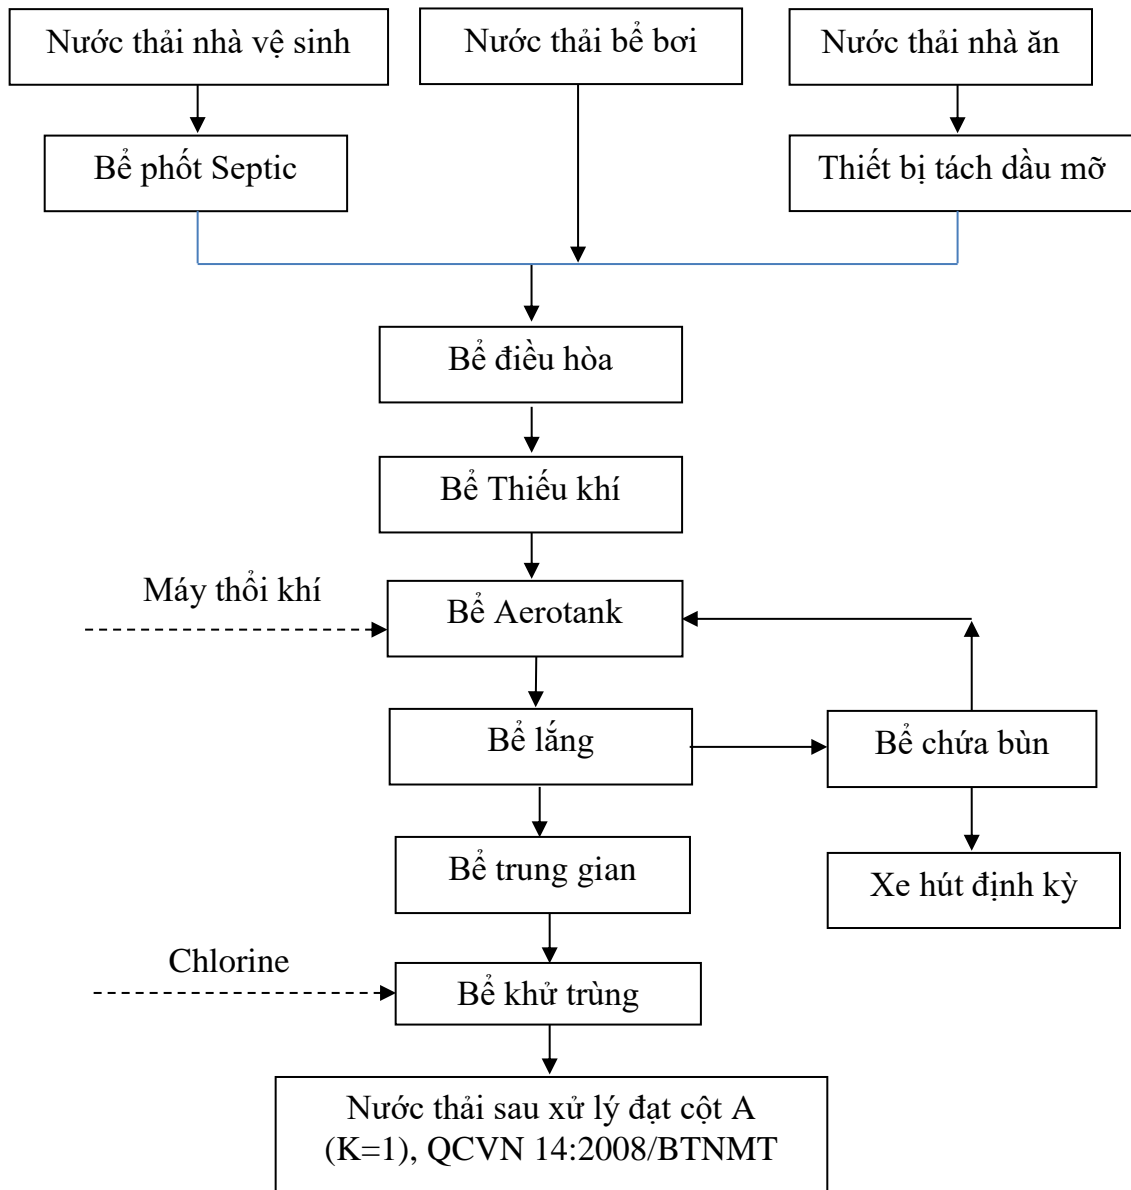 Nước thải nhà vệ sinh
Nước thải bể bơi
Nước thải nhà ăn
Bể phốt Septic
Thiết bị tách dầu mỡ
Bể điều hòa
Bể Thiếu khí
Máy thổi khí
Bể Aerotank
Bể lắng
Bể chứa bùn
Bể trung gian
Xe hút định kỳ
Chlorine
Bể khử trùng
Nước thải sau xử lý đạt cột A
(K=1), QCVN 14:2008/BTNMT